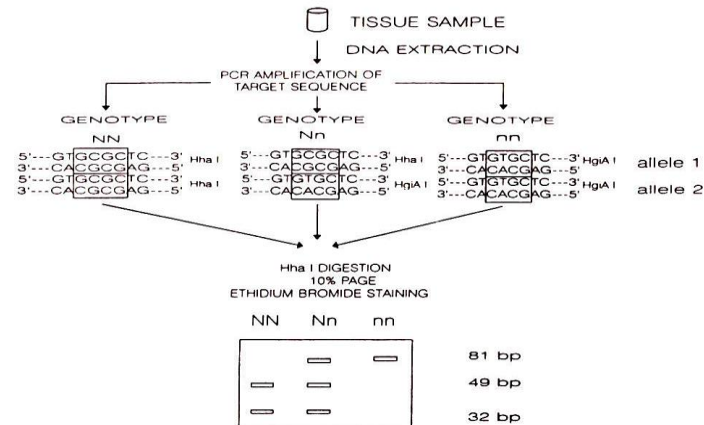 TISSUE SAMPLE
DNA EXTRACTION
PCR AMPLIFICATION OF
TARGET SEQUENCE
GENOTYPE
NN
5'---GTGCGCTC---3' Hha I
3'---CACGCGAG---5'
5'---GTGCGCTC---3' Hha I
3'---CACGCGAG---5'
GENOTYPE
Nn
5'---GTGCGCTC---3' Hha I
3'---CACGCGAG---5'
5'---GTGTGCTC---3' HgiA I
3'---CACACGAG---5'
GENOTYPE
nn
5'---GTGTGCTC---3' HgiA I
3'---CACACGAG---5'
5'---GTGTGCTC---3' HgiA I
3'---CACACGAG---5'
allele 1
allele 2
Hha I DIGESTION
10% PAGE
ETHIDIUM BROMIDE STAINING
NN Nn nn
81 bp
49 bp
32 bp